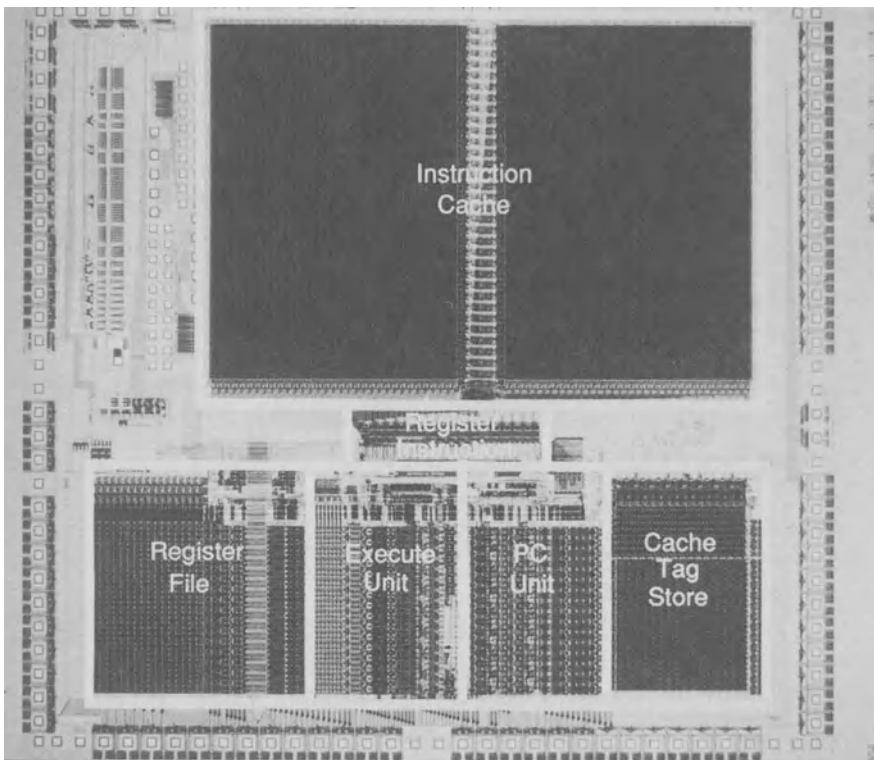 Instruction
Cache
Register
Instruction
Register
File
Execute
Unit
PC
Unit
Cache
Tag
Store